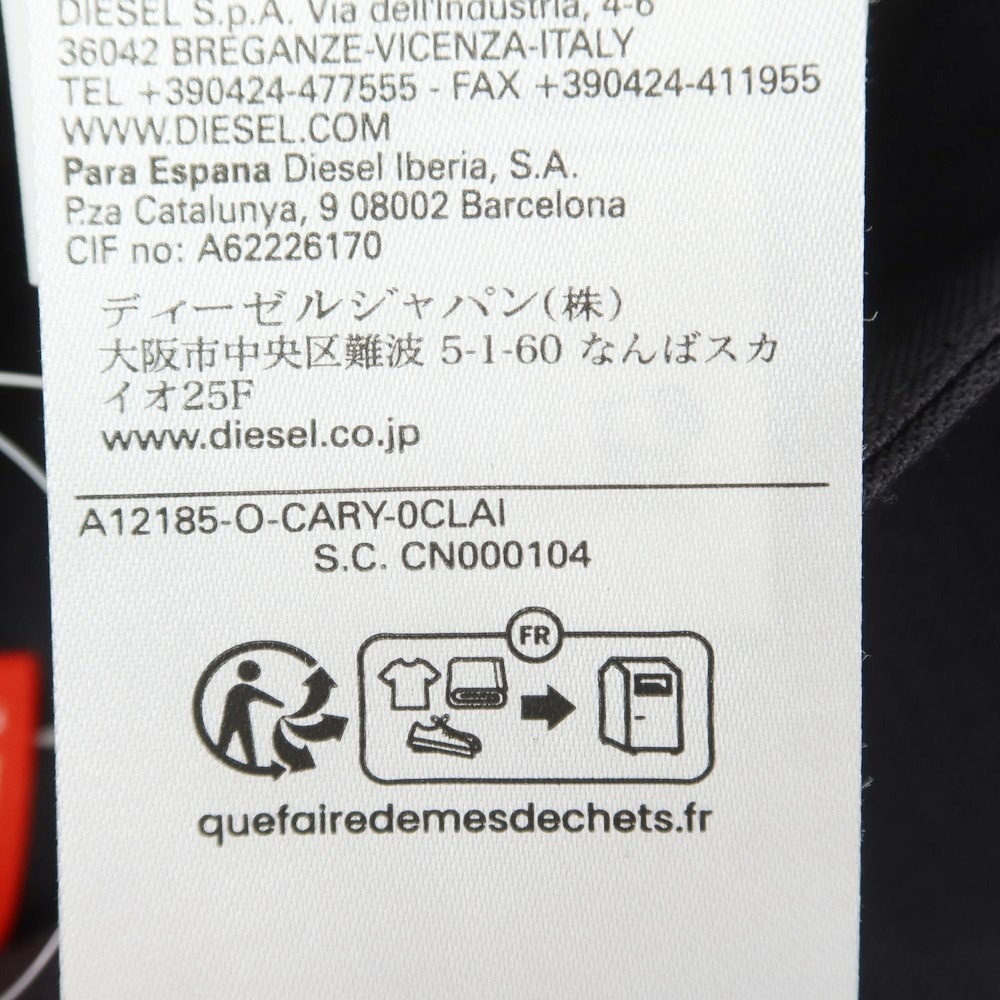 DIESEL S.p.A. Via dell'Industria, 4-6
36042 BREGANZE-VICENZA-ITALY
TEL +390424-477555 - FAX +390424-411955
WWW.DIESEL.COM
Para Espana Diesel Iberia, S.A.
P.za Catalunya, 9 08002 Barcelona
CIF no: A62226170
ディーゼルジャパン(株)
大阪市中央区難波 5-1-60 なんばスカ
イオ25F
www.diesel.co.jp
A12185-O-CARY-0CLAI
S.C. CN000104
FR
quefairedemesdechets.fr